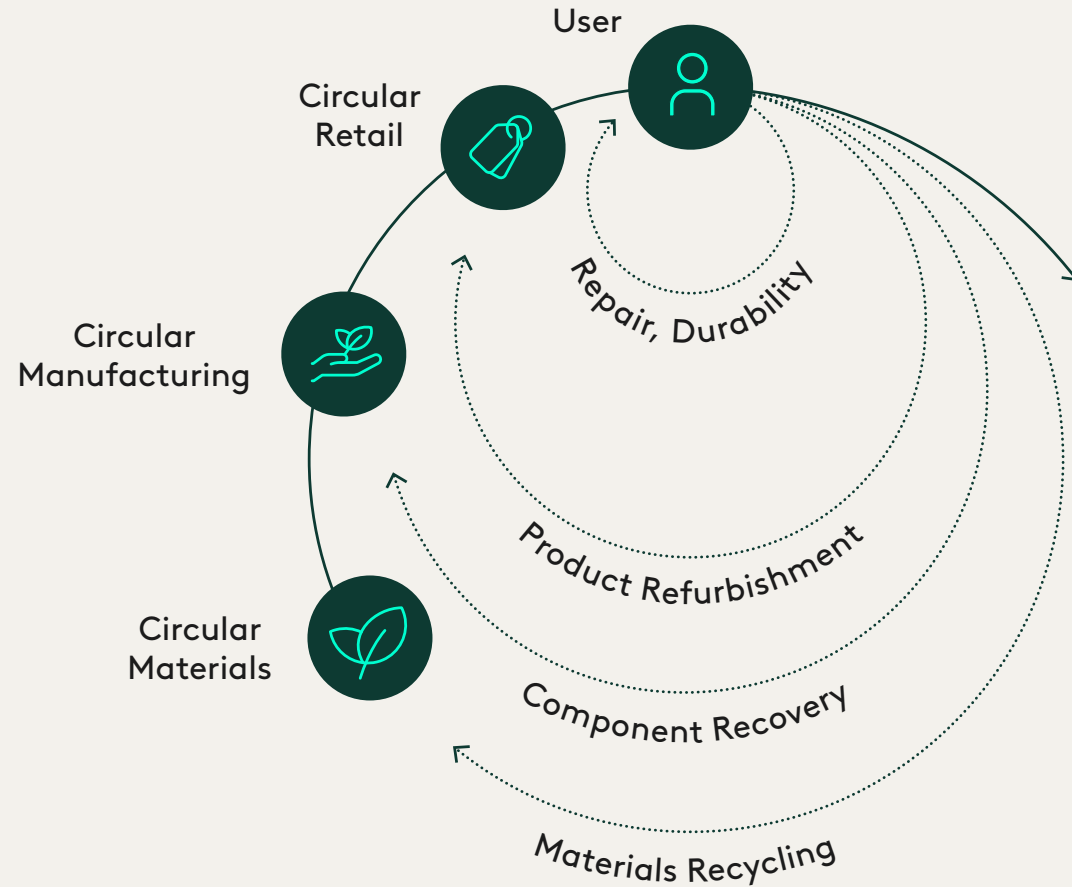 User
Circular
Retail
Repair, Durability
Circular
Manufacturing
Product Refurbishment
Circular
Materials
Component Recovery
Materials Recycling